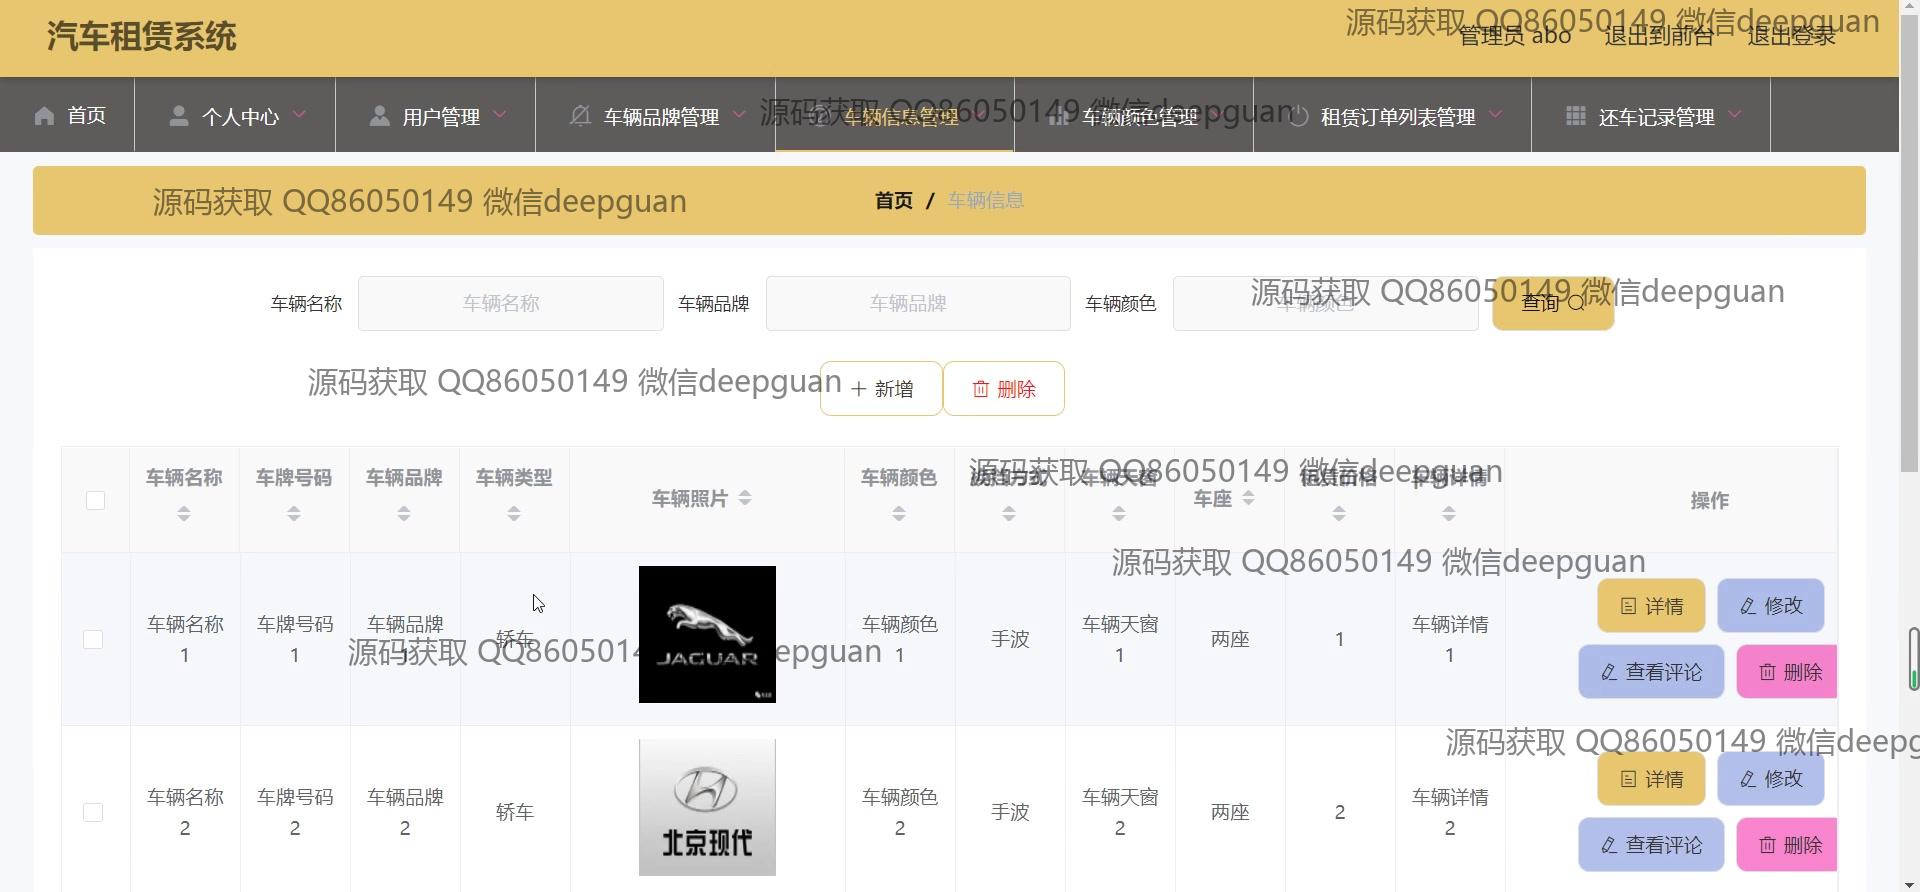 汽车租赁系统
源码获取 QQ86050149 微信deepguan
管理员 abo 退出到前台 退出登录
首页 个人中心 用户管理 车辆品牌管理 车辆信息管理 车辆颜色管理 租赁订单列表管理 还车记录管理
源码获取 QQ86050149 微信deepguan
源码获取 QQ86050149 微信deepguan
首页 / 车辆信息
车辆名称 车辆名称 车辆品牌 车辆品牌 车辆颜色 车辆颜色 查询
源码获取 QQ86050149 微信deepguan
源码获取 QQ86050149 微信deepguan
新增 删除
源码获取 QQ86050149 微信deepguan
车辆名称 车牌号码 车辆品牌 车辆类型 车辆照片 车辆颜色 车辆天窗 车座 租赁价格 车辆详情 操作
源码获取 QQ86050149 微信deepguan
车辆名称1 车牌号码1 车辆品牌1 轿车 JAGUAR 车辆颜色1 手波 车辆天窗1 两座 1 车辆详情1
详情 修改
查看评论 删除
源码获取 QQ8605014 epguan
源码获取 QQ86050149 微信deepg
车辆名称2 车牌号码2 车辆品牌2 轿车 北京现代 车辆颜色2 手波 车辆天窗2 两座 2 车辆详情2
详情 修改
查看评论 删除